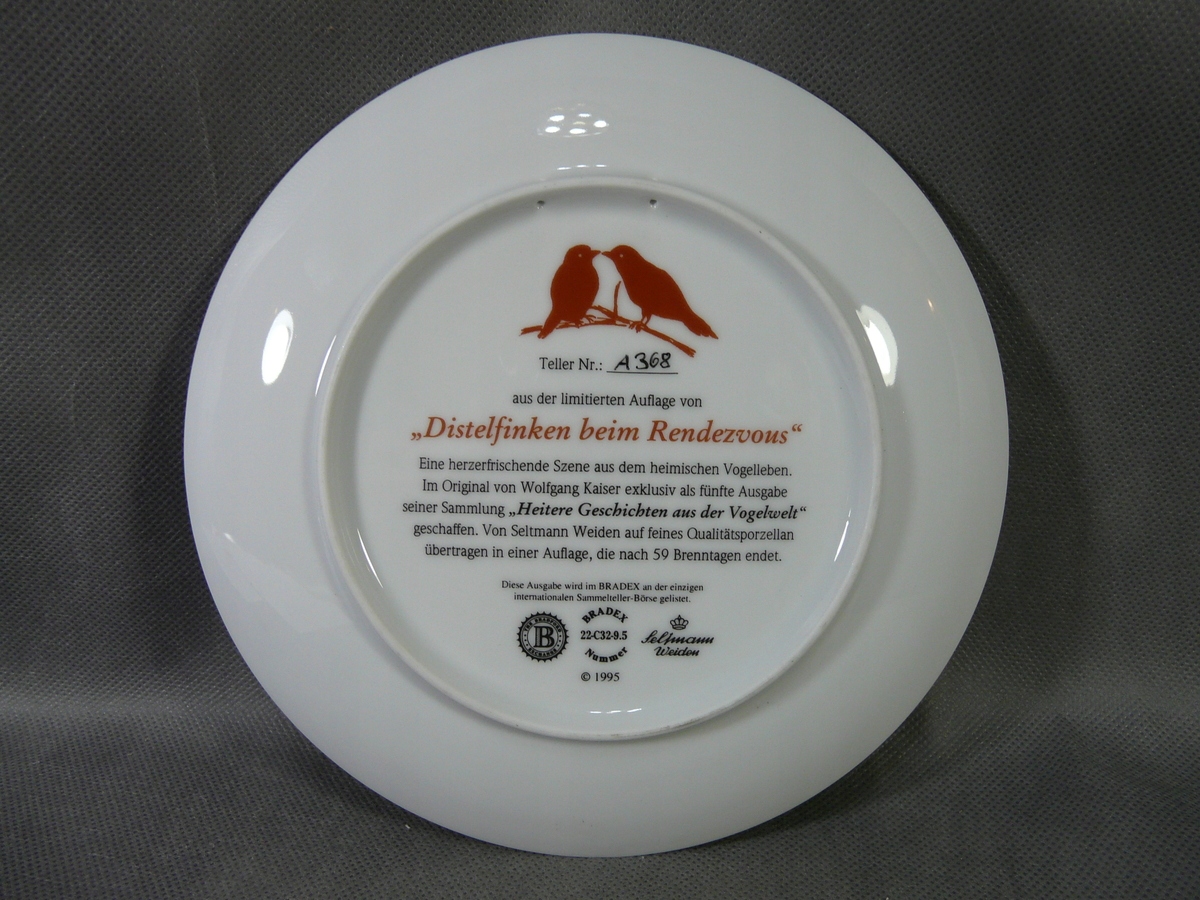 Teller Nr.: A368
aus der limitierten Auflage von
„Distelfinken beim Rendezvous“
Eine herzerfrischende Szene aus dem heimischen Vogelleben.
Im Original von Wolfgang Kaiser exklusiv als fünfte Ausgabe
seiner Sammlung „Heitere Geschichten aus der Vogelwelt“
geschaffen. Von Seltmann Weiden auf feines Qualitätsporzellan
übertragen in einer Auflage, die nach 59 Brenntagen endet.
Diese Ausgabe wird im BRADEX an der einzigen
internationalen Sammelteller-Börse gelistet.
THE BRADFORD
B
EXCHANGE
BRADEX
22-C32-9.5
Nummer
Seltmann
Weiden
© 1995